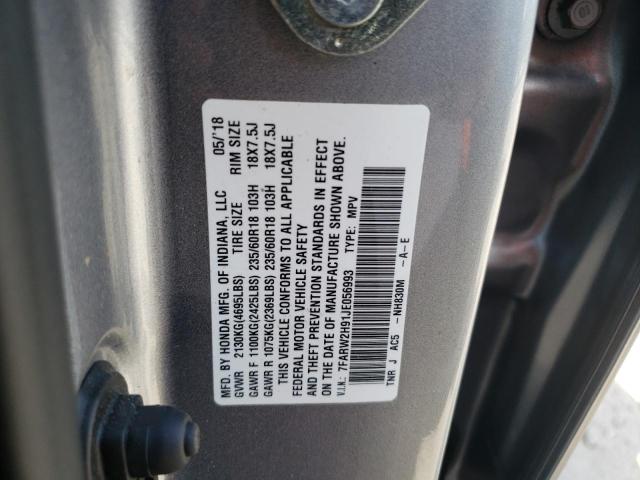 MFD. BY HONDA MFG. OF INDIANA, LLC 05/'18
GVWR 2130KG(4695LBS) TIRE SIZE RIM SIZE
GAWR F 1100KG(2425LBS) 235/60R18 103H 18X7.5J
GAWR R 1075KG(2369LBS) 235/60R18 103H 18X7.5J
THIS VEHICLE CONFORMS TO ALL APPLICABLE
FEDERAL MOTOR VEHICLE SAFETY
AND THEFT PREVENTION STANDARDS IN EFFECT
ON THE DATE OF MANUFACTURE SHOWN ABOVE.
V.I.N.: 7FARW2H91JE056993 TYPE: MPV
TNR J AC5 -NH830M -A-E